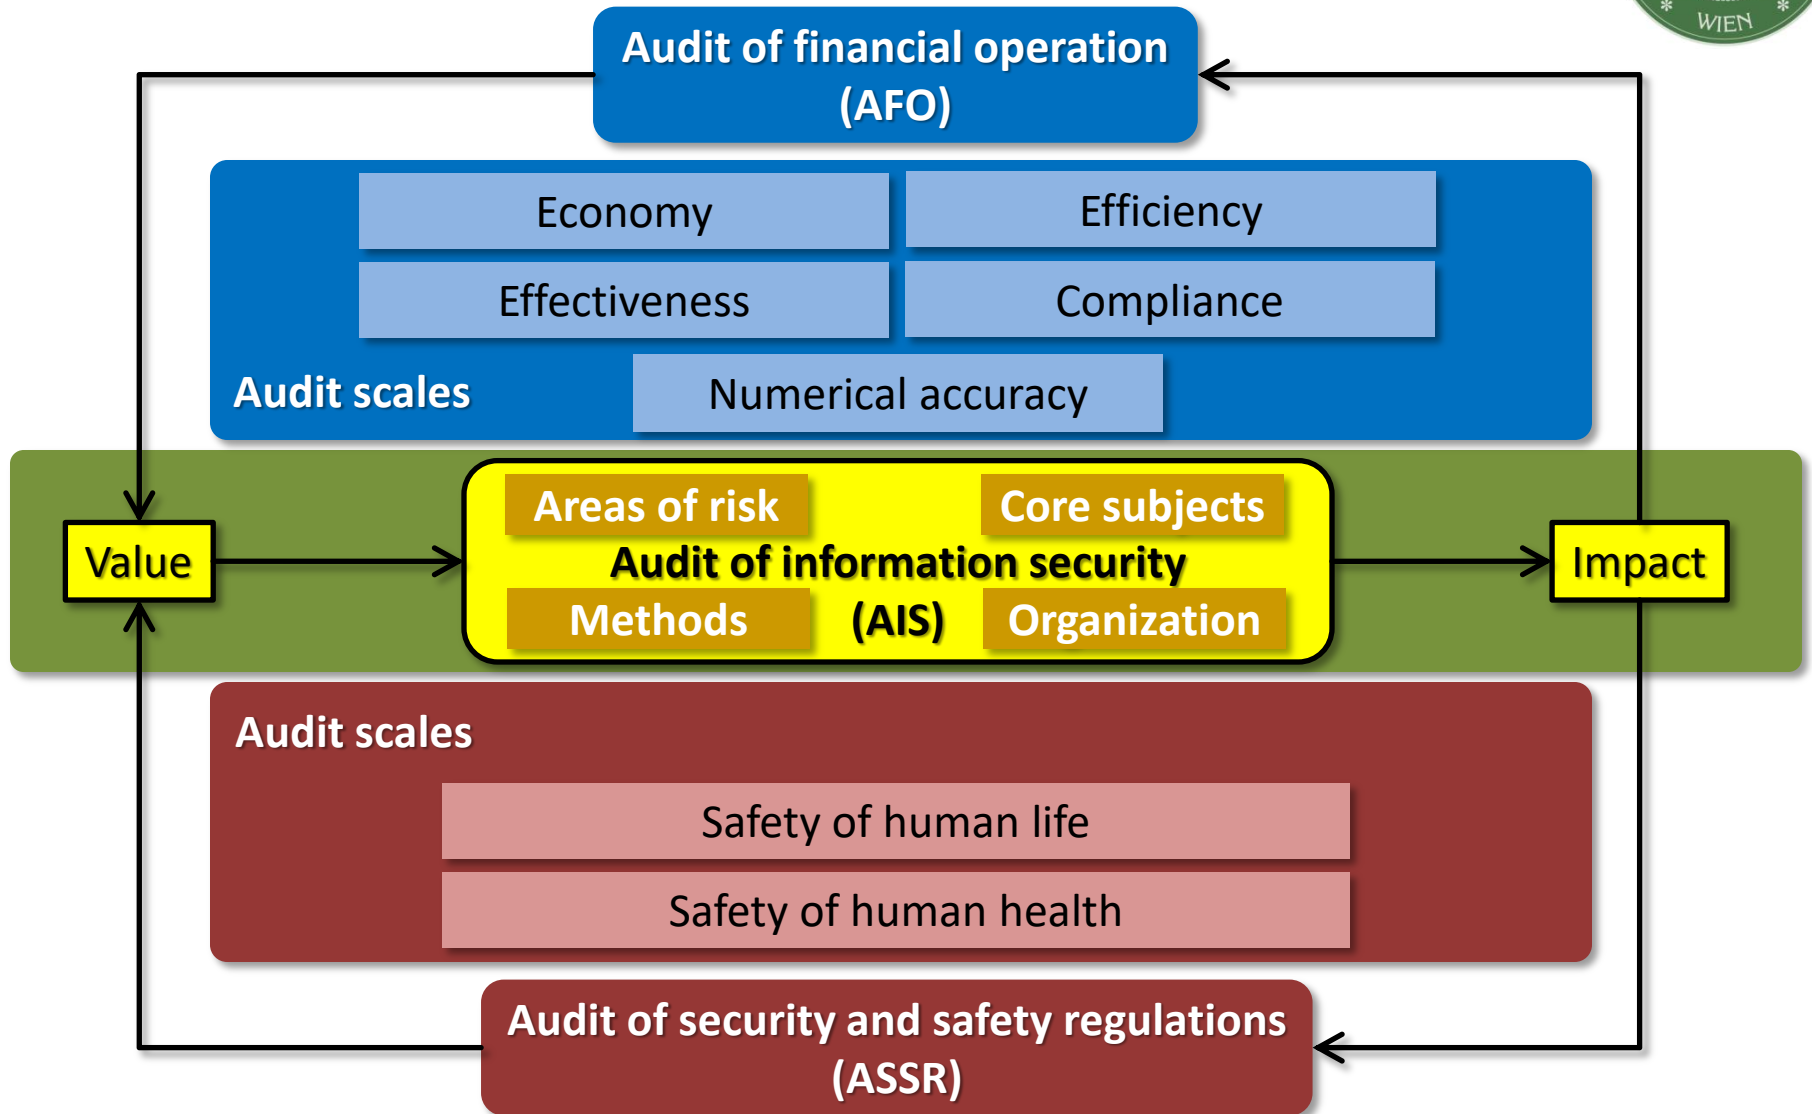 WIEN
Audit of financial operation
(AFO)
Economy
Efficiency
Effectiveness
Compliance
Audit scales
Numerical accuracy
Areas of risk
Core subjects
Value
Audit of information security
Impact
Methods
(AIS)
Organization
Audit scales
Safety of human life
Safety of human health
Audit of security and safety regulations
(ASSR)